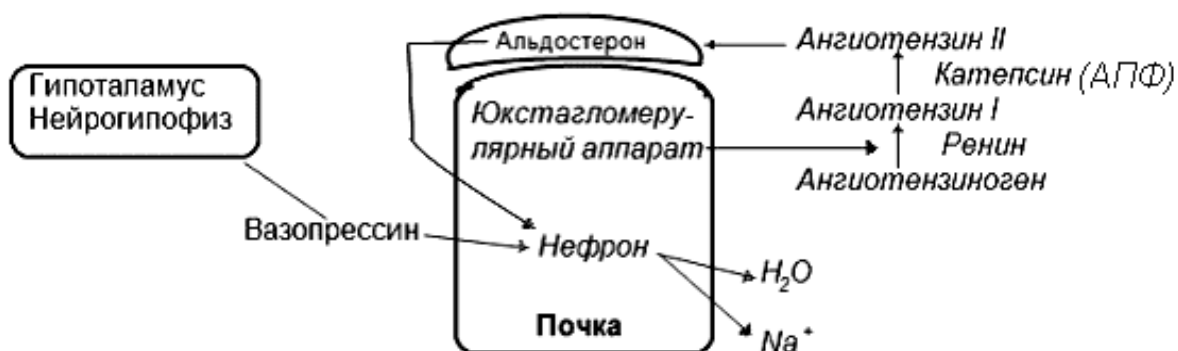 Альдостерон
Ангиотензин II
Катепсин (АПФ)
Гипоталамус
Нейрогипофиз
Юкстагломеру-
лярный аппарат
Ангиотензин I
Ренин
Ангиотензиноген
Вазопрессин
Нефрон
H₂O
Почка
Na⁺